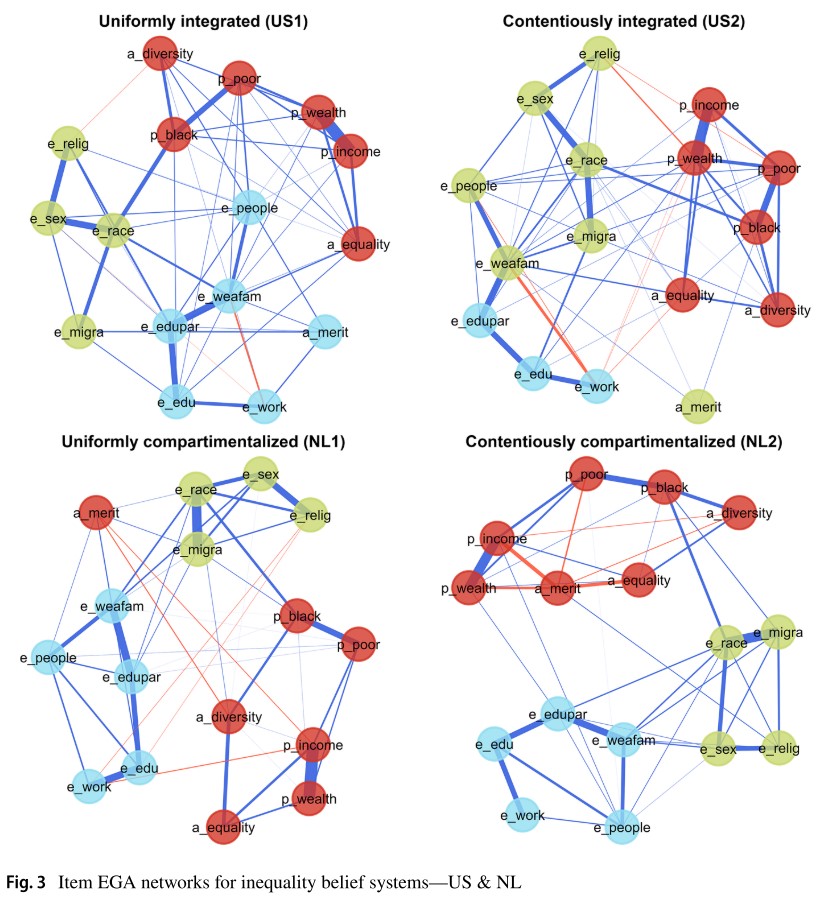 Uniformly integrated (US1)
a_diversity
p_poor
p_wealth
p_black
p_income
e_relig
e_people
e_sex
e_race
a_equality
e_weafam
e_migra
e_edupar
a_merit
e_edu
e_work
Contentiously integrated (US2)
e_relig
e_sex
p_income
e_race
p_wealth
p_poor
e_people
p_black
e_migra
e_weafam
a_equality
a_diversity
e_edupar
e_edu
e_work
a_merit
Uniformly compartimentalized (NL1)
e_sex
e_race
a_merit
e_relig
e_migra
e_weafam
p_black
p_poor
e_people
e_edupar
a_diversity
p_income
e_edu
e_work
p_wealth
a_equality
Contentiously compartimentalized (NL2)
p_poor
p_black
a_diversity
p_income
p_wealth
a_merit
a_equality
e_race
e_migra
e_edupar
e_edu
e_weafam
e_sex
e_relig
e_work
e_people
Fig. 3 Item EGA networks for inequality belief systems—US & NL